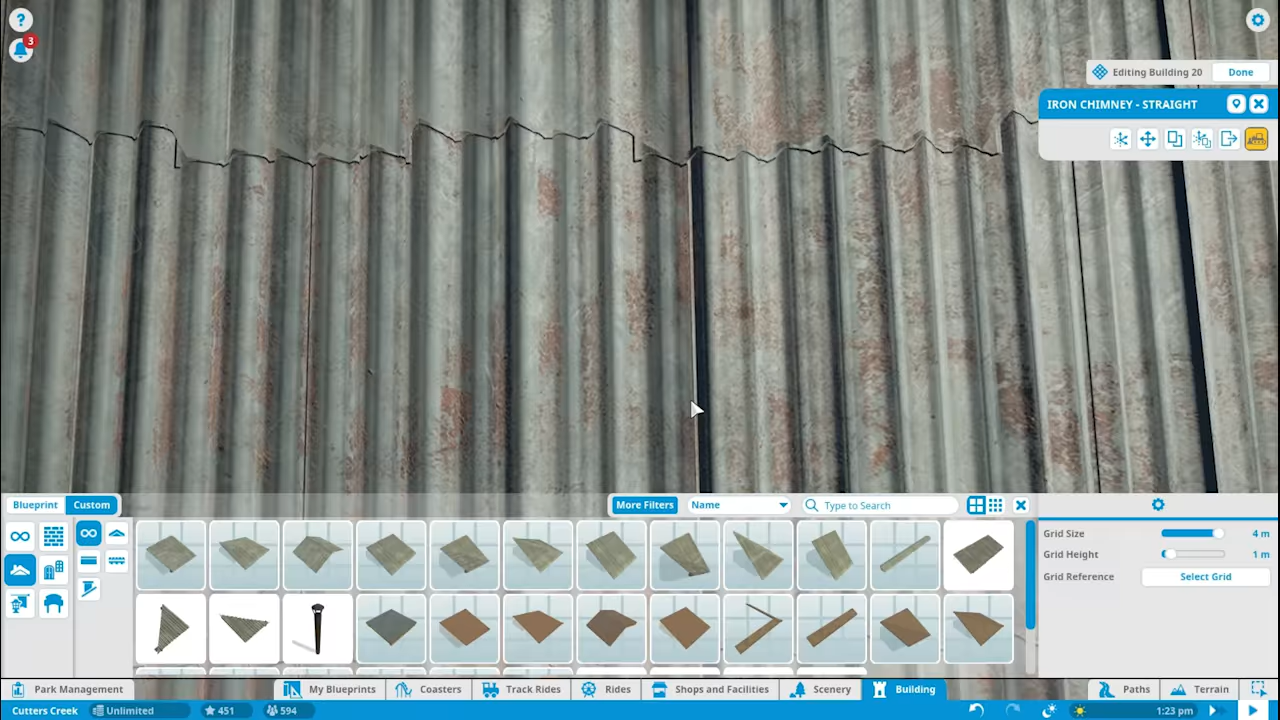 ?
3
Editing Building 20 Done
IRON CHIMNEY - STRAIGHT
Blueprint Custom More Filters Name Type to Search
Grid Size 4 m
Grid Height 1 m
Grid Reference Select Grid
Park Management My Blueprints Coasters Track Rides Rides Shops and Facilities Scenery Building Paths Terrain
Cutters Creek Unlimited 451 594 1:23 pm